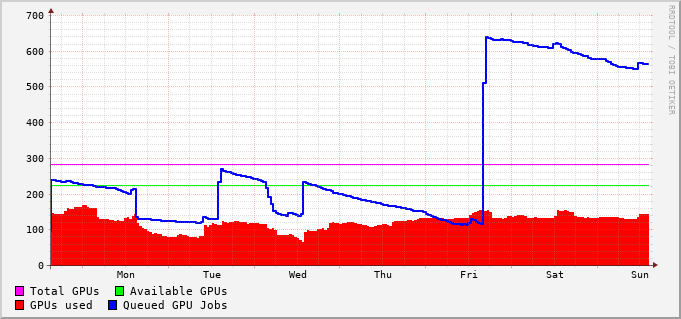 700
600
500
400
300
200
100
0
Mon Tue Wed Thu Fri Sat Sun
Total GPUs Available GPUs
GPUs used Queued GPU Jobs
RRDTOOL / TOBI OETIKER